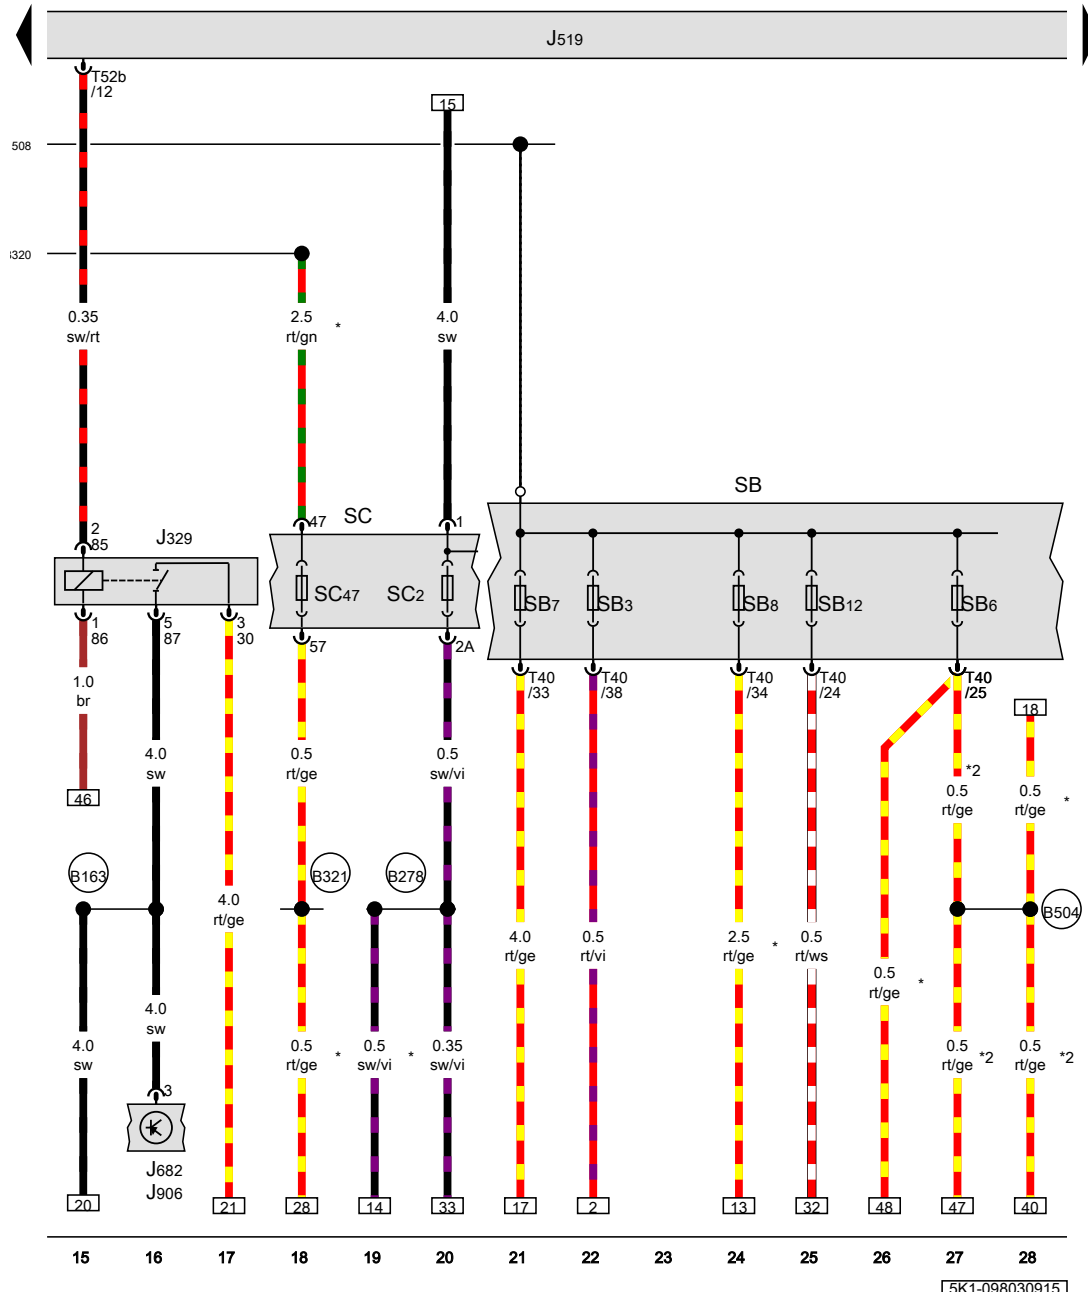 J519
T52b
/12
15
508
320
0.35
sw/rt
2.5
rt/gn
*
4.0
sw
SB
2
85
J329
47
SC
1
SC47
SC2
SB7
SB3
SB8
SB12
SB6
1
86
5
87
3
30
57
2A
T40
/33
T40
/38
T40
/34
T40
/24
T40
/25
18
1.0
br
4.0
sw
0.5
rt/ge
0.5
sw/vi
*2
0.5
rt/ge
0.5
rt/ge
*
46
B163
B321
B278
4.0
rt/ge
B504
4.0
rt/ge
0.5
rt/vi
2.5
rt/ge
*
0.5
rt/ws
0.5
rt/ge
*
4.0
sw
4.0
sw
0.5
rt/ge
*
0.5
sw/vi
*
0.35
sw/vi
0.5
rt/ge
*2
0.5
rt/ge
*2
3
J682
J906
20
21
28
14
33
17
2
13
32
48
47
40
15 16 17 18 19 20 21 22 23 24 25 26 27 28
5K1-098030915